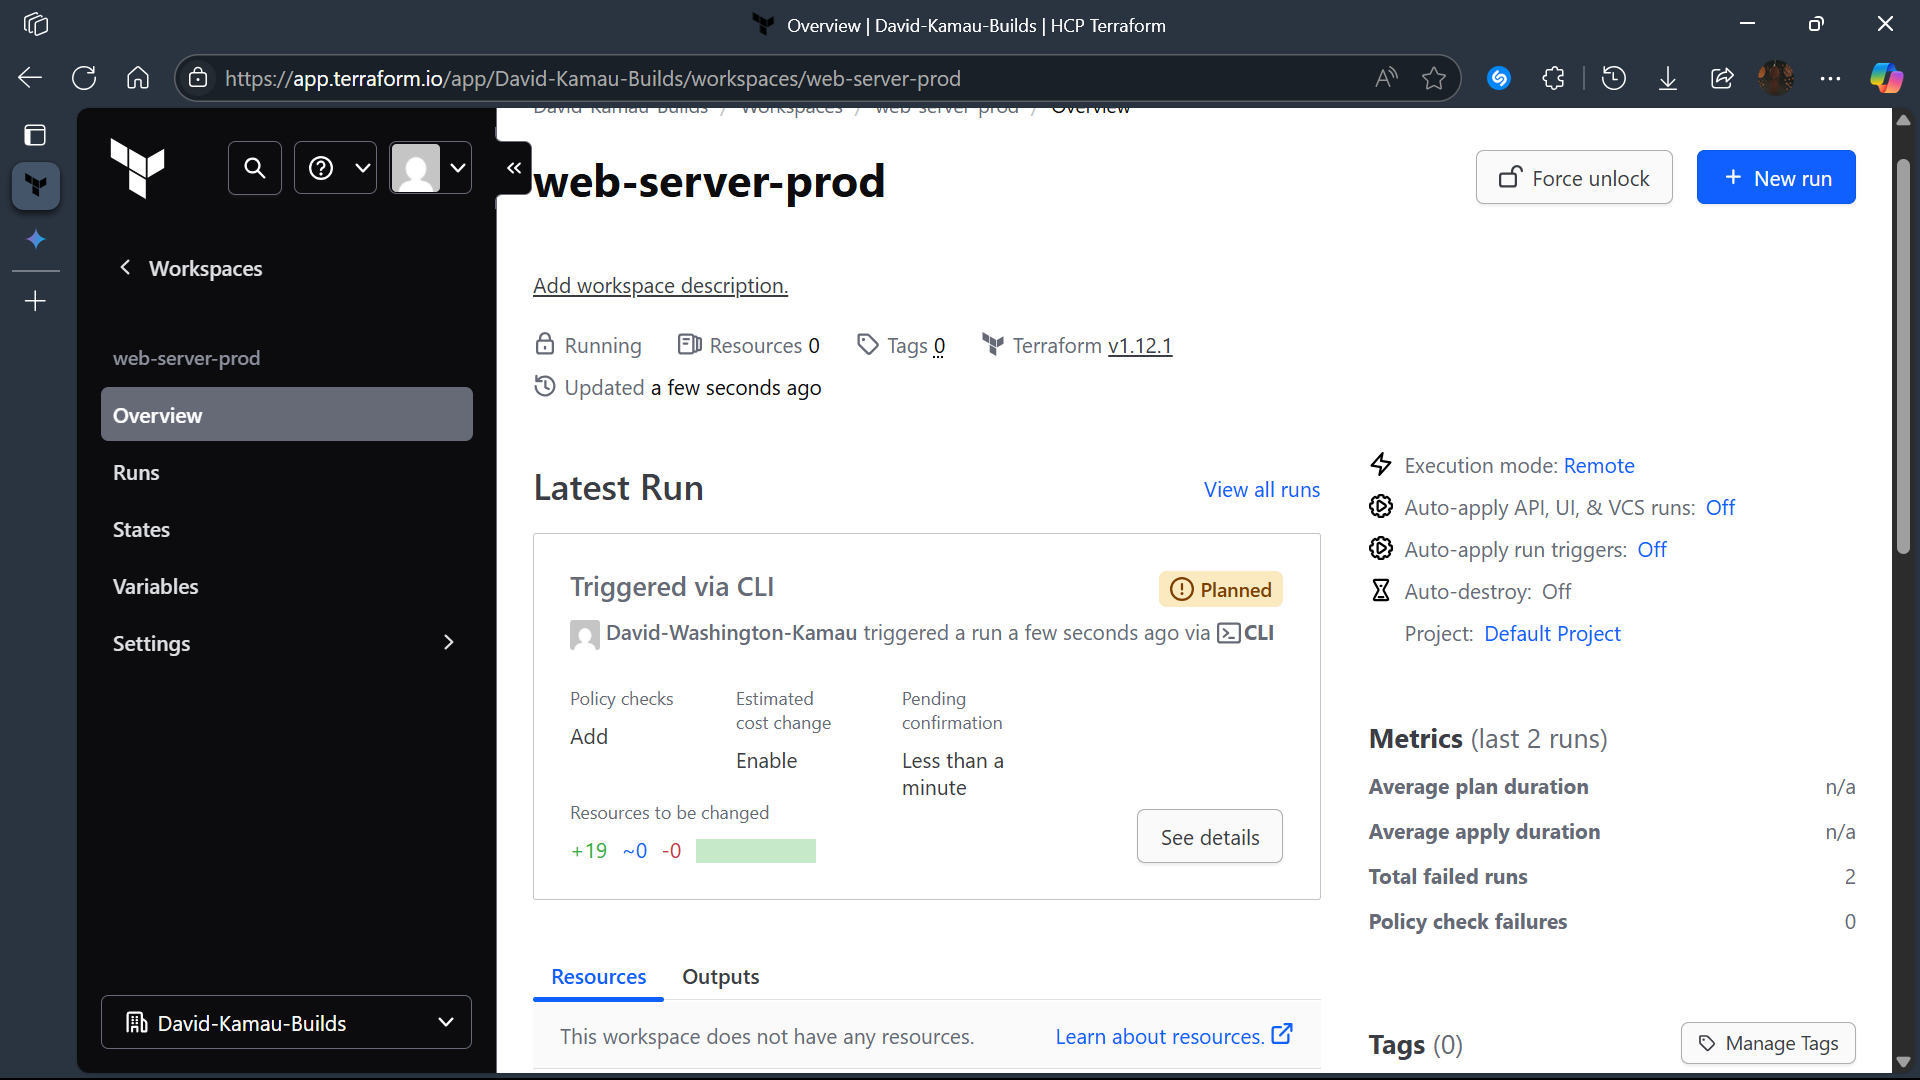 Overview | David-Kamau-Builds | HCP Terraform
https://app.terraform.io/app/David-Kamau-Builds/workspaces/web-server-prod
David-Kamau-Builds / Workspaces / web-server-prod / Overview
web-server-prod
Force unlock
+ New run
Workspaces
Add workspace description.
Running Resources 0 Tags 0 Terraform v1.12.1
Updated a few seconds ago
web-server-prod
Overview
Runs
States
Variables
Settings
David-Kamau-Builds
Latest Run
View all runs
Triggered via CLI
Planned
David-Washington-Kamau triggered a run a few seconds ago via CLI
Policy checks
Add
Estimated
cost change
Enable
Pending
confirmation
Less than a
minute
Resources to be changed
+19 ~0 -0
See details
Resources
Outputs
This workspace does not have any resources.
Learn about resources.
Execution mode: Remote
Auto-apply API, UI, & VCS runs: Off
Auto-apply run triggers: Off
Auto-destroy: Off
Project: Default Project
Metrics (last 2 runs)
Average plan duration n/a
Average apply duration n/a
Total failed runs 2
Policy check failures 0
Tags (0)
Manage Tags